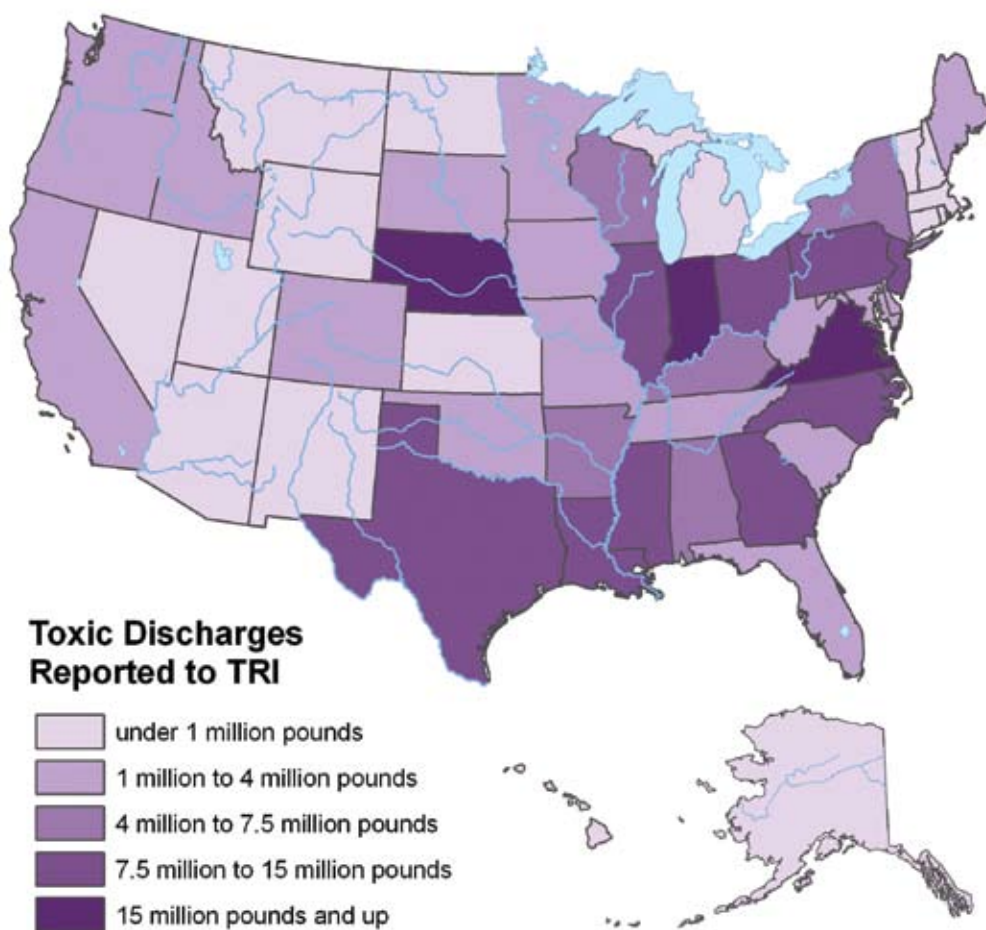 Toxic Discharges
Reported to TRI
under 1 million pounds
1 million to 4 million pounds
4 million to 7.5 million pounds
7.5 million to 15 million pounds
15 million pounds and up